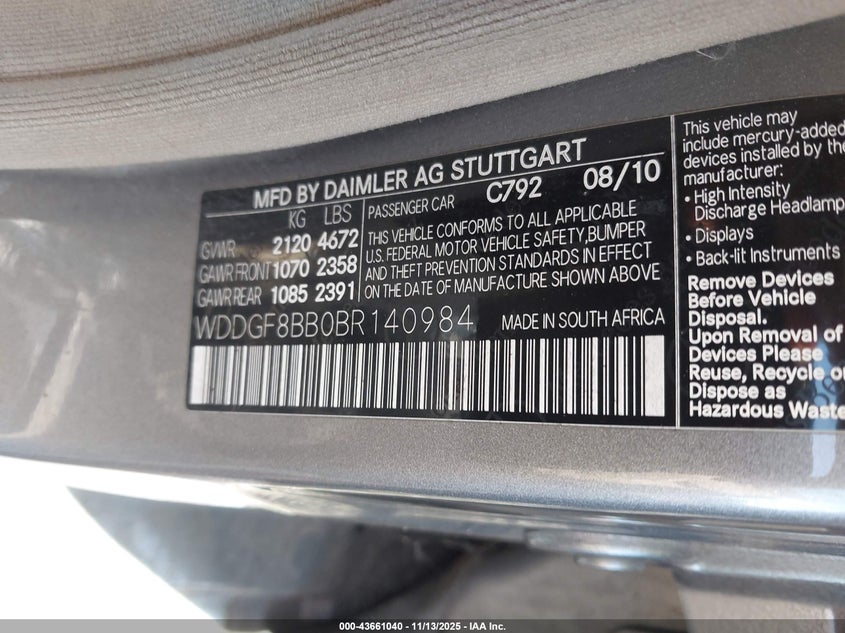 MFD BY DAIMLER AG STUTTGART
KG LBS
GVWR 2120 4672
GAWR FRONT 1070 2358
GAWR REAR 1085 2391
PASSENGER CAR C792 08/10
THIS VEHICLE CONFORMS TO ALL APPLICABLE
U.S. FEDERAL MOTOR VEHICLE SAFETY, BUMPER
AND THEFT PREVENTION STANDARDS IN EFFECT
ON THE DATE OF MANUFACTURE SHOWN ABOVE
WDDGF8BB0BR140984 MADE IN SOUTH AFRICA
This vehicle may
include mercury-added
devices installed by the
manufacturer:
• High Intensity
Discharge Headlamp
• Displays
• Back-lit Instruments
Remove Devices
Before Vehicle
Disposal.
Upon Removal of
Devices Please
Reuse, Recycle or
Dispose as
Hazardous Waste
000-43661040 - 11/13/2025 - IAA Inc.